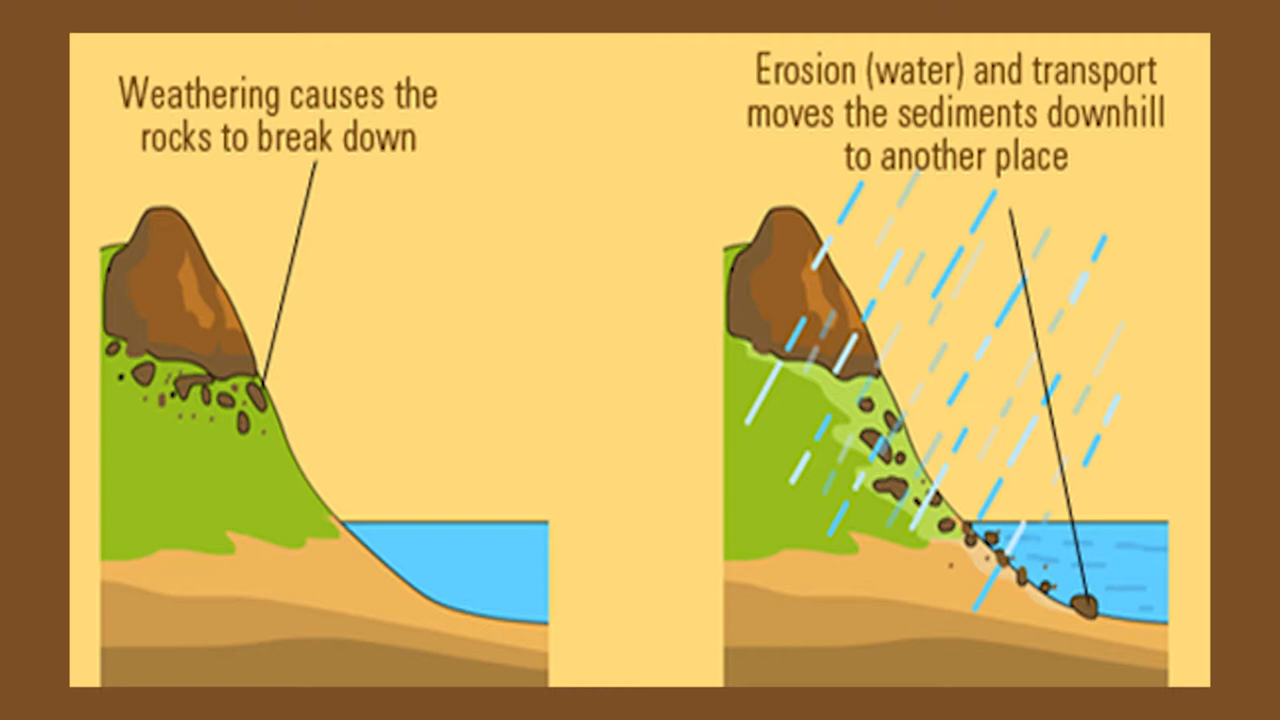 Weathering causes the
rocks to break down
Erosion (water) and transport
moves the sediments downhill
to another place